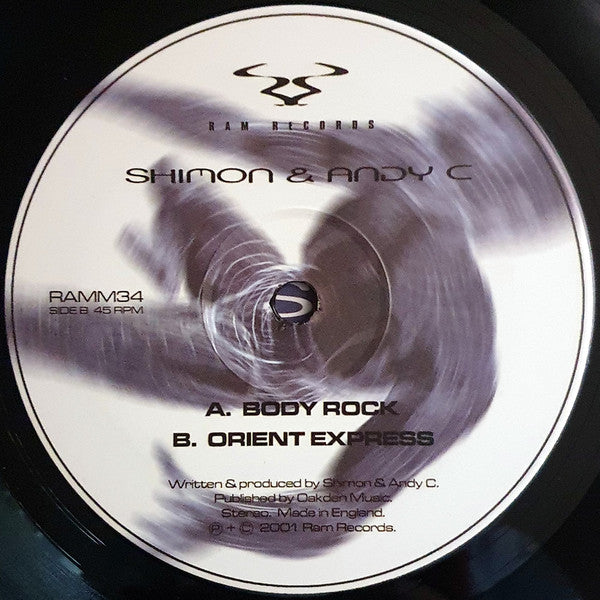 RAM RECORDS
SHIMON & ANDY C
RAMM34
SIDE B 45 RPM
A. BODY ROCK
B. ORIENT EXPRESS
Written & produced by Shimon & Andy C.
Published by Oakden Music.
Stereo. Made in England.
℗ + © 2001 Ram Records.